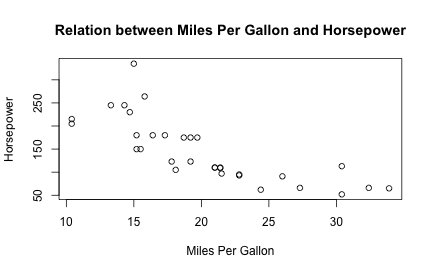 Relation between Miles Per Gallon and Horsepower
Horsepower
250
150
50
10 15 20 25 30
Miles Per Gallon